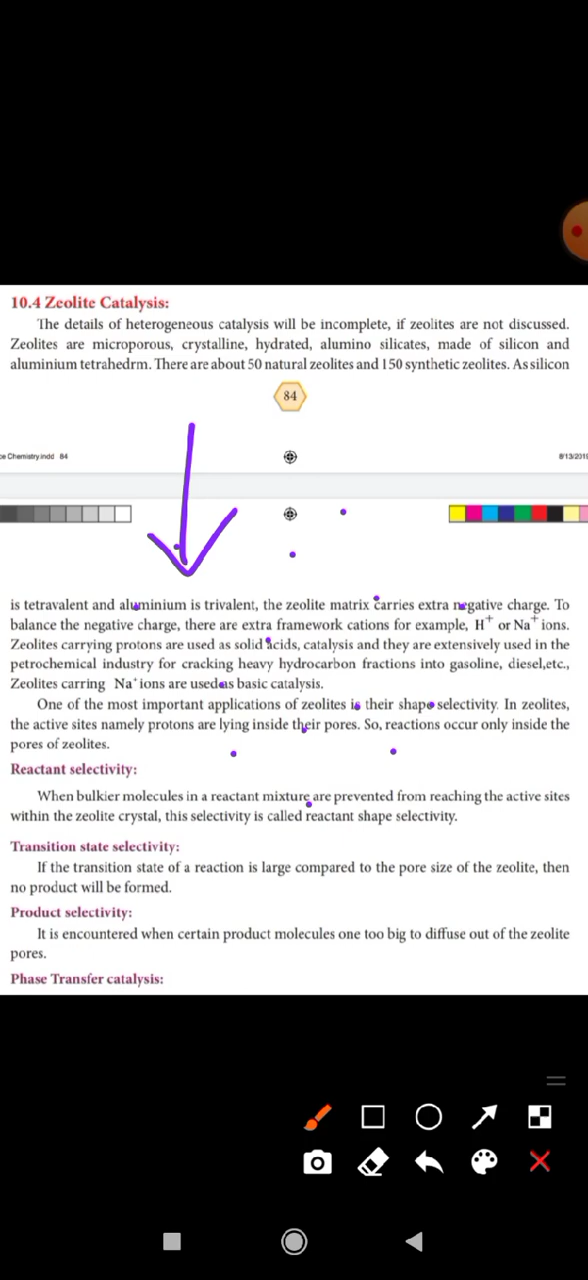 10.4 Zeolite Catalysis:
The details of heterogeneous catalysis will be incomplete, if zeolites are not discussed.
Zeolites are microporous, crystalline, hydrated, alumino silicates, made of silicon and
aluminium tetrahedrm. There are about 50 natural zeolites and 150 synthetic zeolites. As silicon
84
ce Chemistry.indd 84
8/13/2019
is tetravalent and aluminium is trivalent, the zeolite matrix carries extra negative charge. To
balance the negative charge, there are extra framework cations for example, H⁺ or Na⁺ ions.
Zeolites carrying protons are used as solid acids, catalysis and they are extensively used in the
petrochemical industry for cracking heavy hydrocarbon fractions into gasoline, diesel,etc.,
Zeolites carring Na⁺ions are used as basic catalysis.
One of the most important applications of zeolites is their shape selectivity. In zeolites,
the active sites namely protons are lying inside their pores. So, reactions occur only inside the
pores of zeolites.
Reactant selectivity:
When bulkier molecules in a reactant mixture are prevented from reaching the active sites
within the zeolite crystal, this selectivity is called reactant shape selectivity.
Transition state selectivity:
If the transition state of a reaction is large compared to the pore size of the zeolite, then
no product will be formed.
Product selectivity:
It is encountered when certain product molecules one too big to diffuse out of the zeolite
pores.
Phase Transfer catalysis: